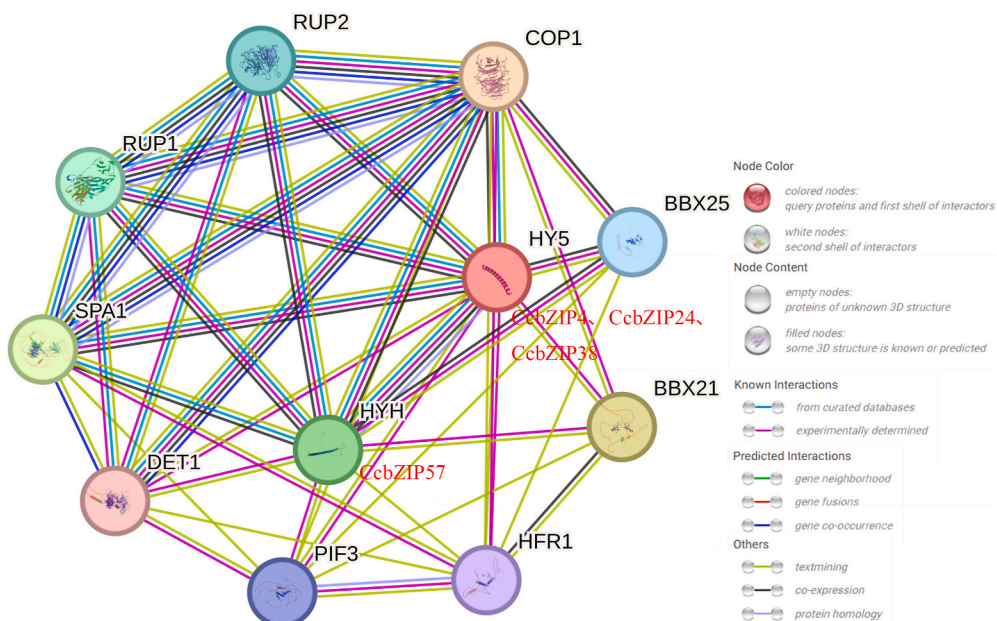 RUP2
COP1
RUP1
BBX25
HY5
CcbZIP4、 CcbZIP24、
CcbZIP38
SPA1
BBX21
HYH
CcbZIP57
DET1
PIF3
HFR1
Node Color
colored nodes:
query proteins and first shell of interactors
white nodes:
second shell of interactors
Node Content
empty nodes:
proteins of unknown 3D structure
filled nodes:
some 3D structure is known or predicted
Known Interactions
from curated databases
experimentally determined
Predicted Interactions
gene neighborhood
gene fusions
gene co-occurrence
Others
textmining
co-expression
protein homology